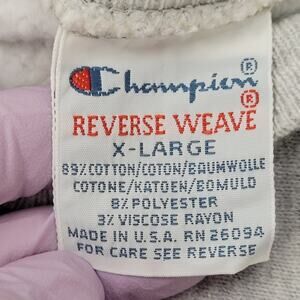 Champion®
REVERSE WEAVE®
X-LARGE
89% COTTON/COTON/BAUMWOLLE
COTONE/KATOEN/BOMULD
8% POLYESTER
3% VISCOSE RAYON
MADE IN U.S.A. RN 26094
FOR CARE SEE REVERSE